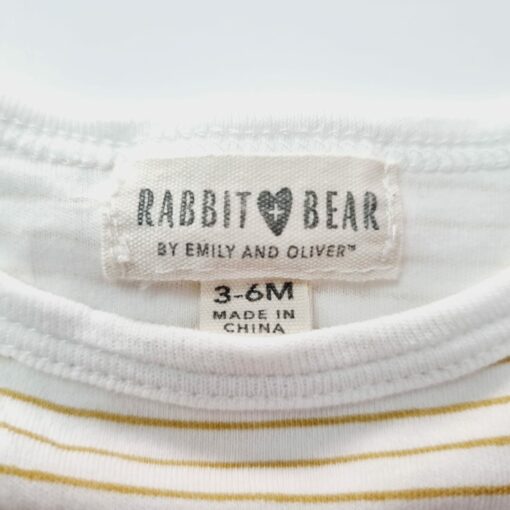 RABBIT BEAR
BY EMILY AND OLIVER™
3-6M
MADE IN
CHINA